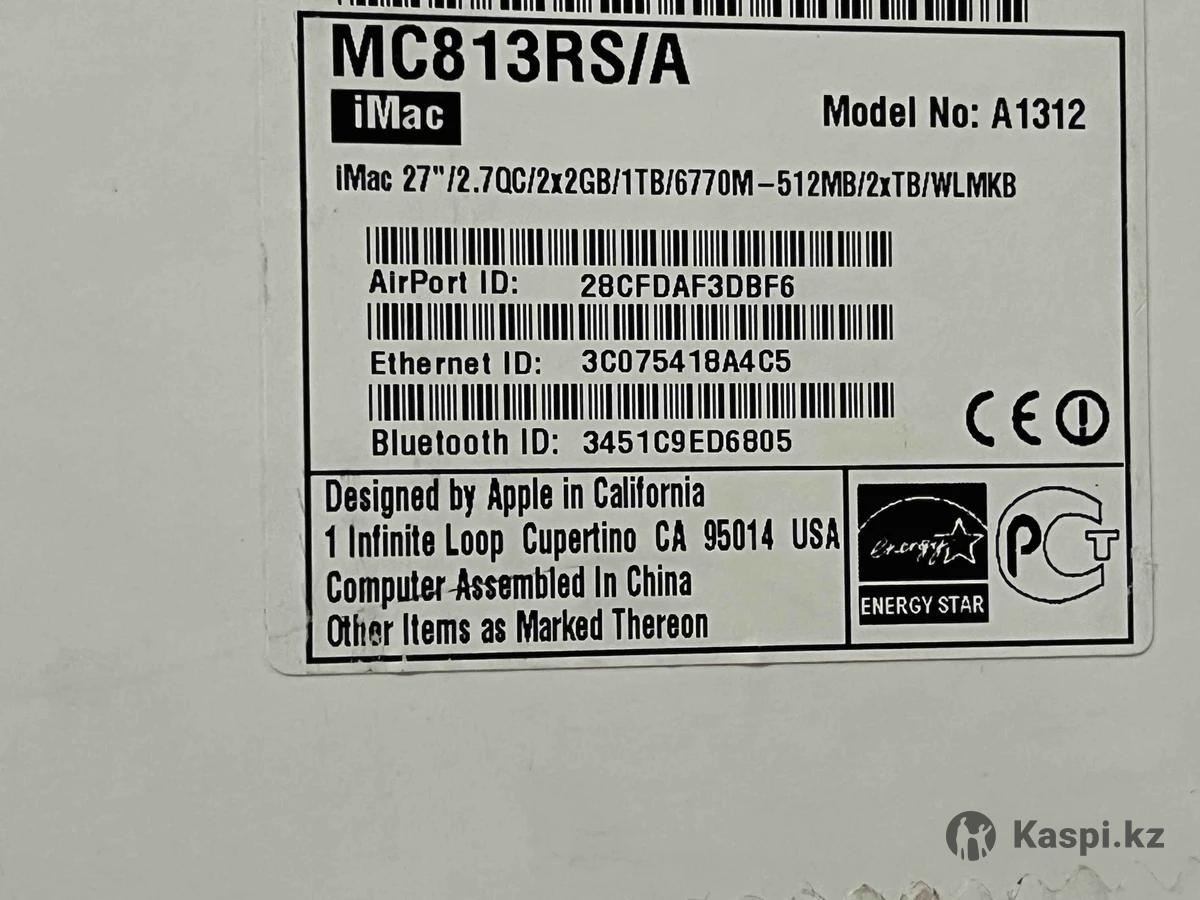 MC813RS/A
iMac
Model No: A1312
iMac 27"/2.7QC/2x2GB/1TB/6770M-512MB/2xTB/WLMKB
AirPort ID: 28CFDAF3DBF6
Ethernet ID: 3C075418A4C5
Bluetooth ID: 3451C9ED6805
CE
Designed by Apple in California
1 Infinite Loop Cupertino CA 95014 USA
Computer Assembled In China
Other Items as Marked Thereon
energy
ENERGY STAR
PCT
Kaspi.kz